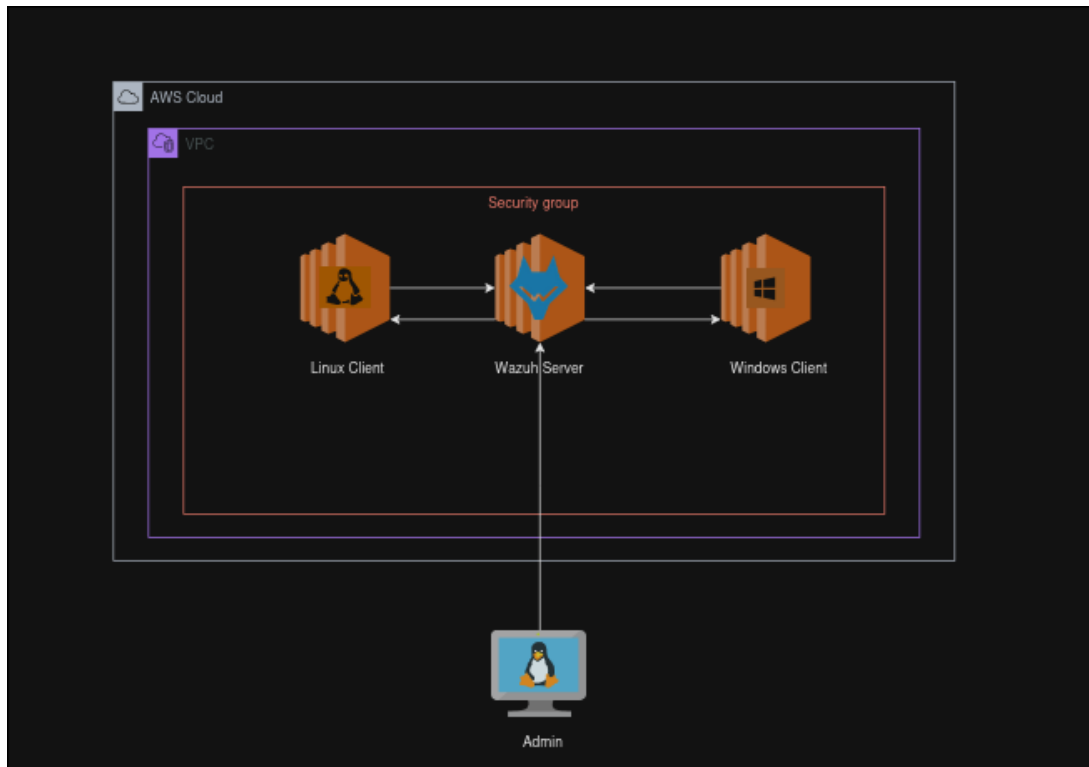 AWS Cloud
VPC
Security group
Linux Client
Wazuh Server
Windows Client
Admin